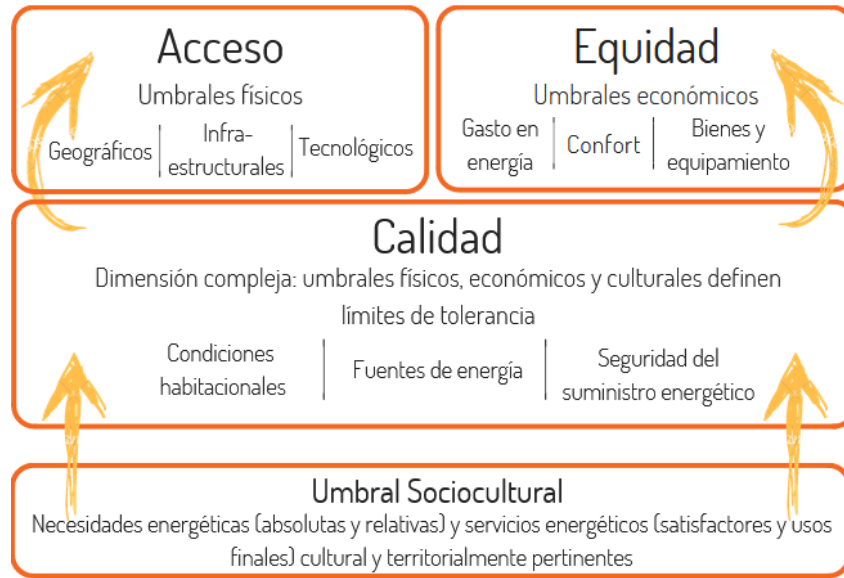 Acceso
Umbrales físicos
Geográficos
Infra-
estructurales
Tecnológicos
Equidad
Umbrales económicos
Gasto en
energía
Confort
Bienes y
equipamiento
Calidad
Dimensión compleja: umbrales físicos, económicos y culturales definen
límites de tolerancia
Condiciones
habitacionales
Fuentes de energía
Seguridad del
suministro energético
Umbral Sociocultural
Necesidades energéticas (absolutas y relativas) y servicios energéticos (satisfactores y usos
finales) cultural y territorialmente pertinentes